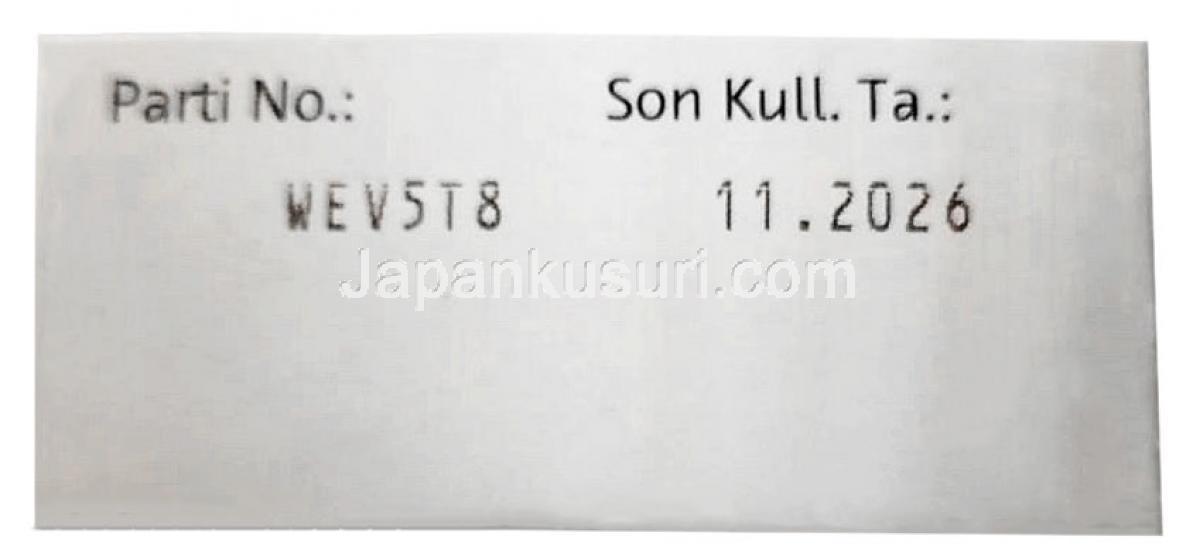 Parti No.: Son Kull. Ta.:
WEV5T8 11.2026
Japankusuri.com